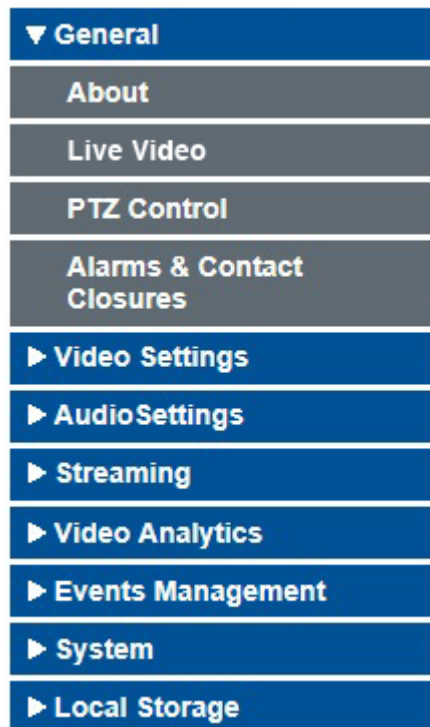 General
About
Live Video
PTZ Control
Alarms & Contact
Closures
Video Settings
AudioSettings
Streaming
Video Analytics
Events Management
System
Local Storage